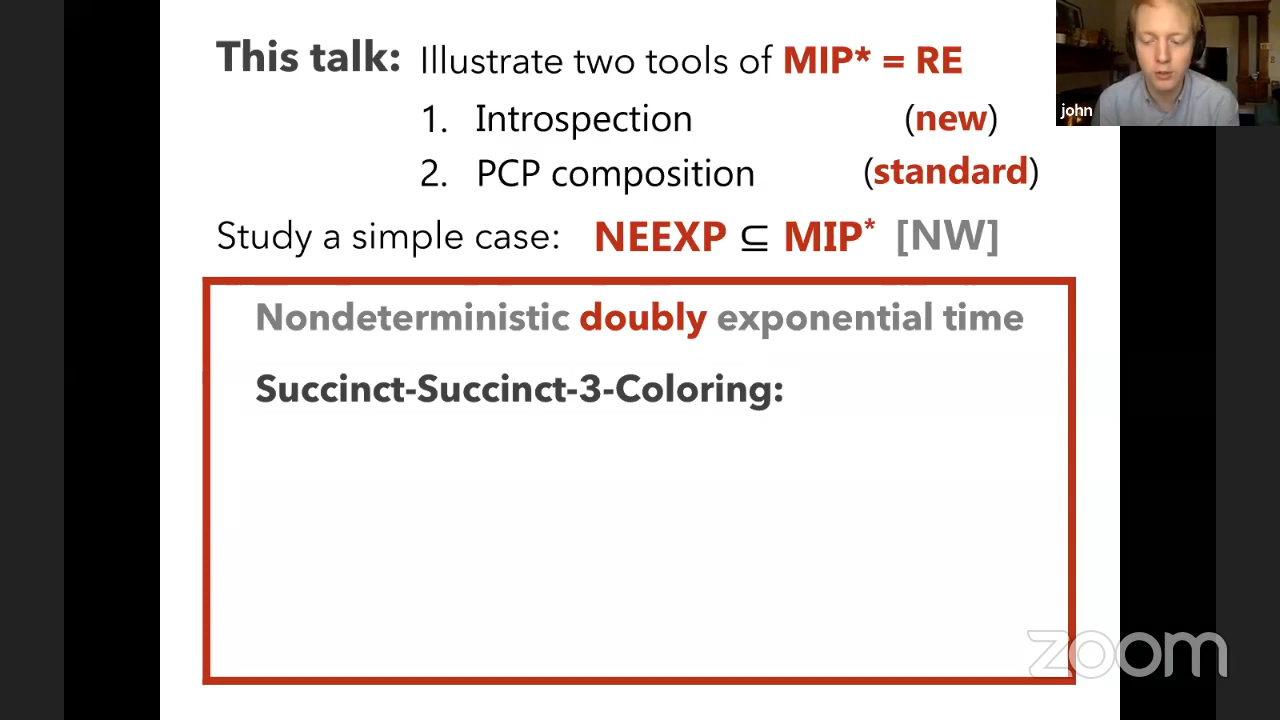 This talk: Illustrate two tools of MIP* = RE
1. Introspection (new)
2. PCP composition (standard)
Study a simple case: NEEXP ⊆ MIP* [NW]
Nondeterministic doubly exponential time
Succinct-Succinct-3-Coloring:
john
zoom